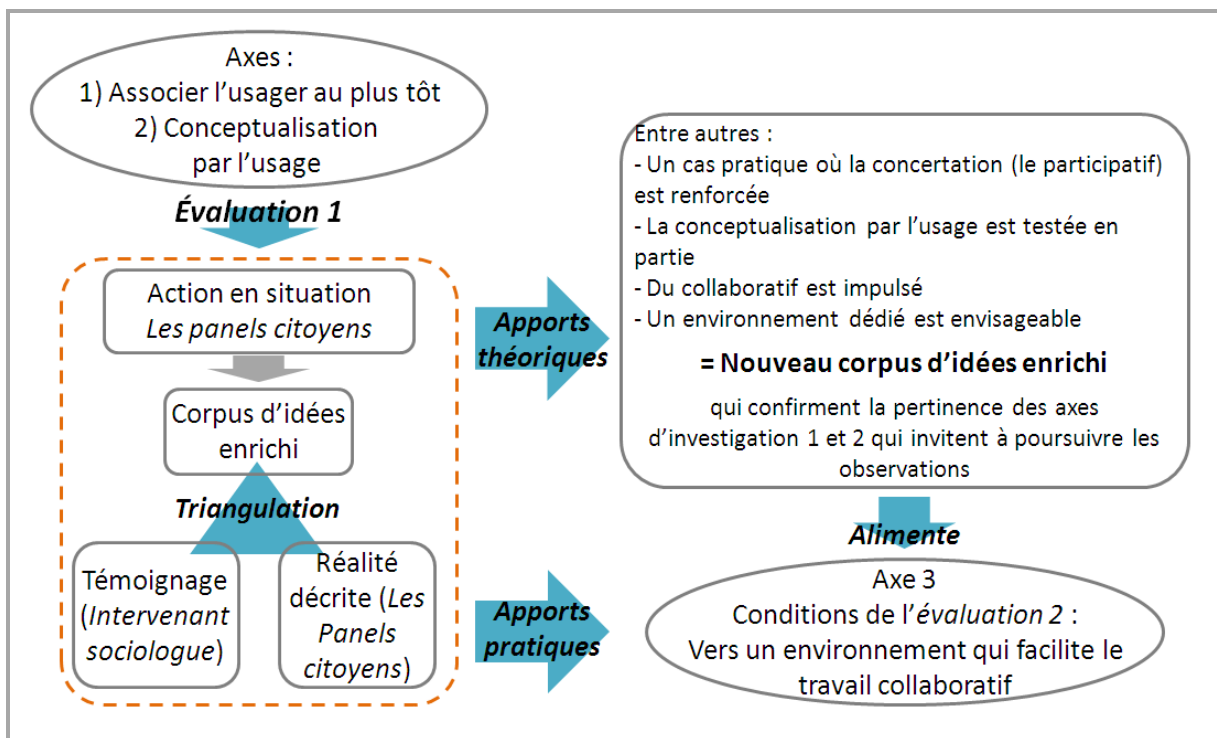 Axes :
1) Associer l’usager au plus tôt
2) Conceptualisation
par l’usage
Évaluation 1
Action en situation
Les panels citoyens
Corpus d’idées
enrichi
Triangulation
Témoignage
(Intervenant
sociologue)
Réalité
décrite (Les
Panels
citoyens)
Apports
théoriques
Apports
pratiques
Entre autres :
- Un cas pratique où la concertation (le participatif)
est renforcée
- La conceptualisation par l’usage est testée en
partie
- Du collaboratif est impulsé
- Un environnement dédié est envisageable
= Nouveau corpus d’idées enrichi
qui confirment la pertinence des axes
d’investigation 1 et 2 qui invitent à poursuivre les
observations
Alimente
Axe 3
Conditions de l’évaluation 2 :
Vers un environnement qui facilite le
travail collaboratif